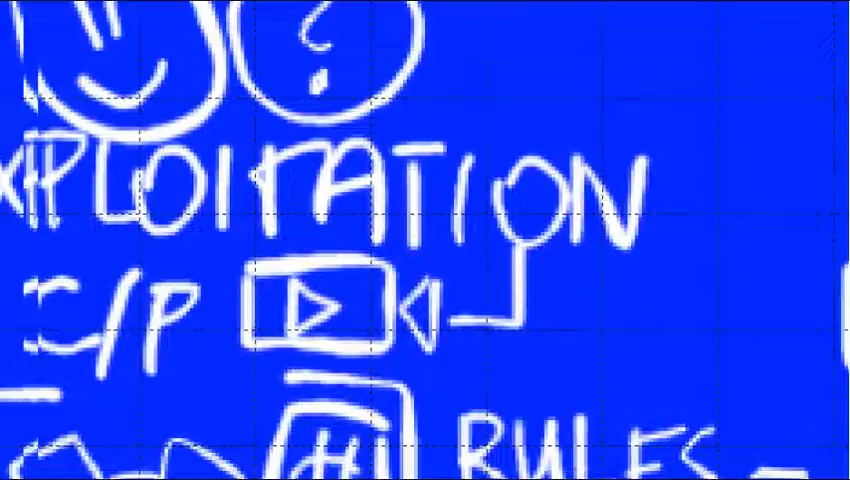 ?
XPLOITATION
C/P
#
RULES -